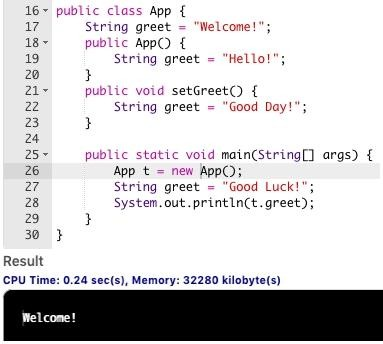 16 public class App {
17     String greet = "Welcome!";
18     public App() {
19         String greet = "Hello!";
20     }
21     public void setGreet() {
22         String greet = "Good Day!";
23     }
24
25     public static void main(String[] args) {
26         App t = new App();
27         String greet = "Good Luck!";
28         System.out.println(t.greet);
29     }
30 }
Result
CPU Time: 0.24 sec(s), Memory: 32280 kilobyte(s)
Welcome!